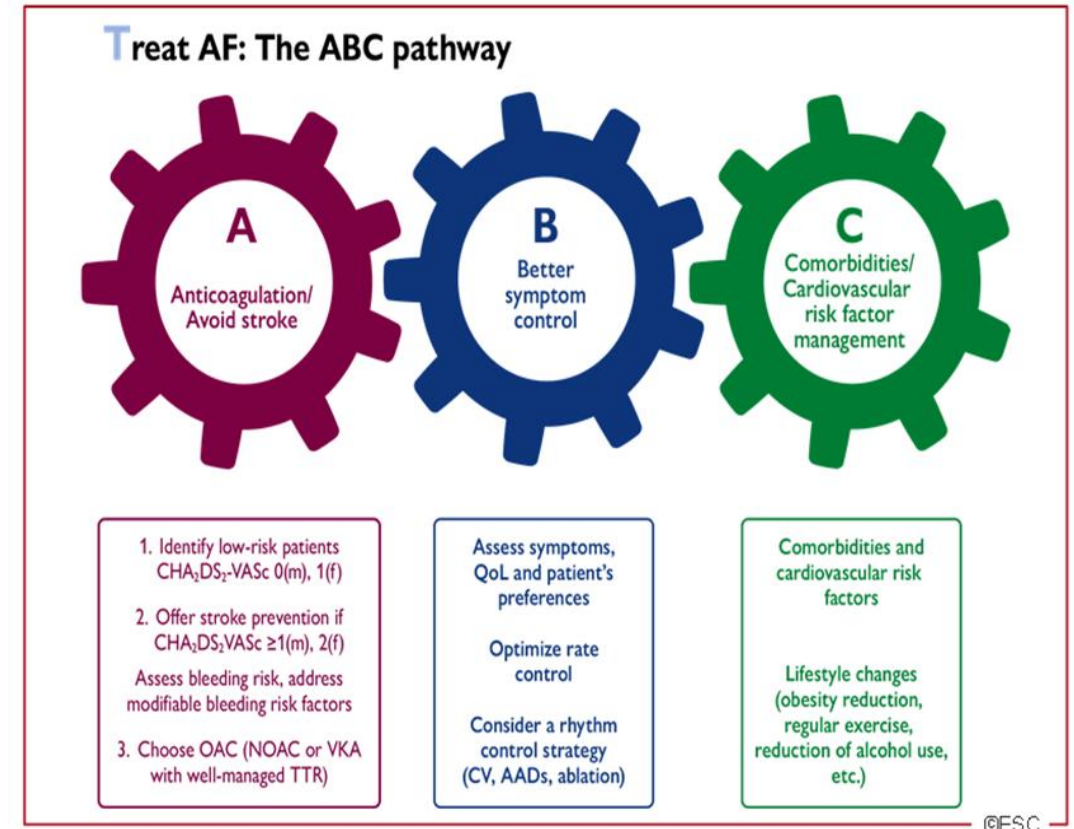 Treat AF: The ABC pathway
A
Anticoagulation/
Avoid stroke
B
Better
symptom
control
C
Comorbidities/
Cardiovascular
risk factor
management
1. Identify low-risk patients
CHA₂DS₂-VASc 0(m), 1(f)
2. Offer stroke prevention if
CHA₂DS₂VASc ≥1(m), 2(f)
Assess bleeding risk, address
modifiable bleeding risk factors
3. Choose OAC (NOAC or VKA
with well-managed TTR)
Assess symptoms,
QoL and patient's
preferences
Optimize rate
control
Consider a rhythm
control strategy
(CV, AADs, ablation)
Comorbidities and
cardiovascular risk
factors
Lifestyle changes
(obesity reduction,
regular exercise,
reduction of alcohol use,
etc.)
©ESC